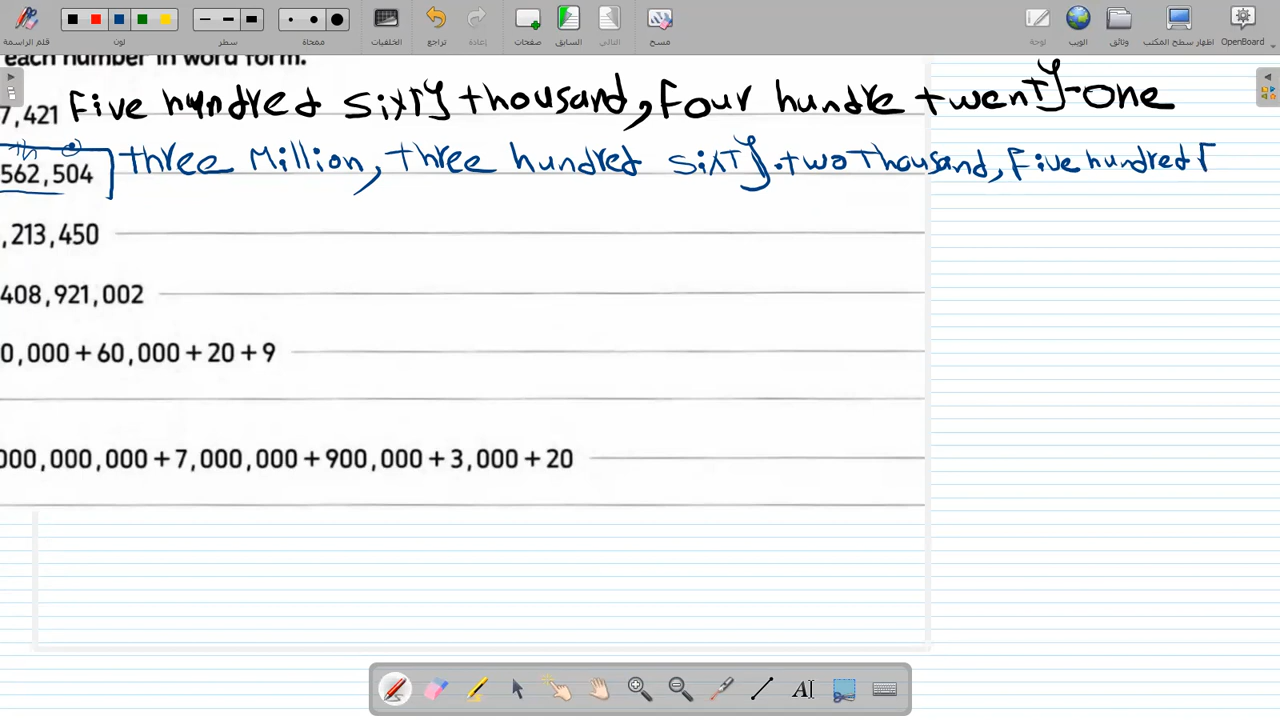 قلم الراسمة
لون
سطر
ممحاة
الخلفيات
تراجع
إعادة
صفحات
السابق
التالي
مسح
لوحة
الويب
وثائق
اظهار سطح المكتب
OpenBoard
each number in word form.
7,421 Five hundred sixty thousand, Four hundre twenty-one
th
562,504 three Million, three hundred sixty.two Thousand, Five hundred F
,213,450
408,921,002
0,000 + 60,000 + 20 + 9
000,000,000 + 7,000,000 + 900,000 + 3,000 + 20